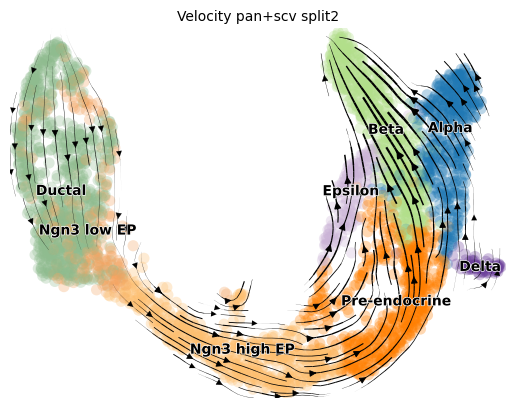 Velocity pan+scv split2
Beta
Alpha
Ductal
Epsilon
Ngn3 low EP
Delta
Pre-endocrine
Ngn3 high EP